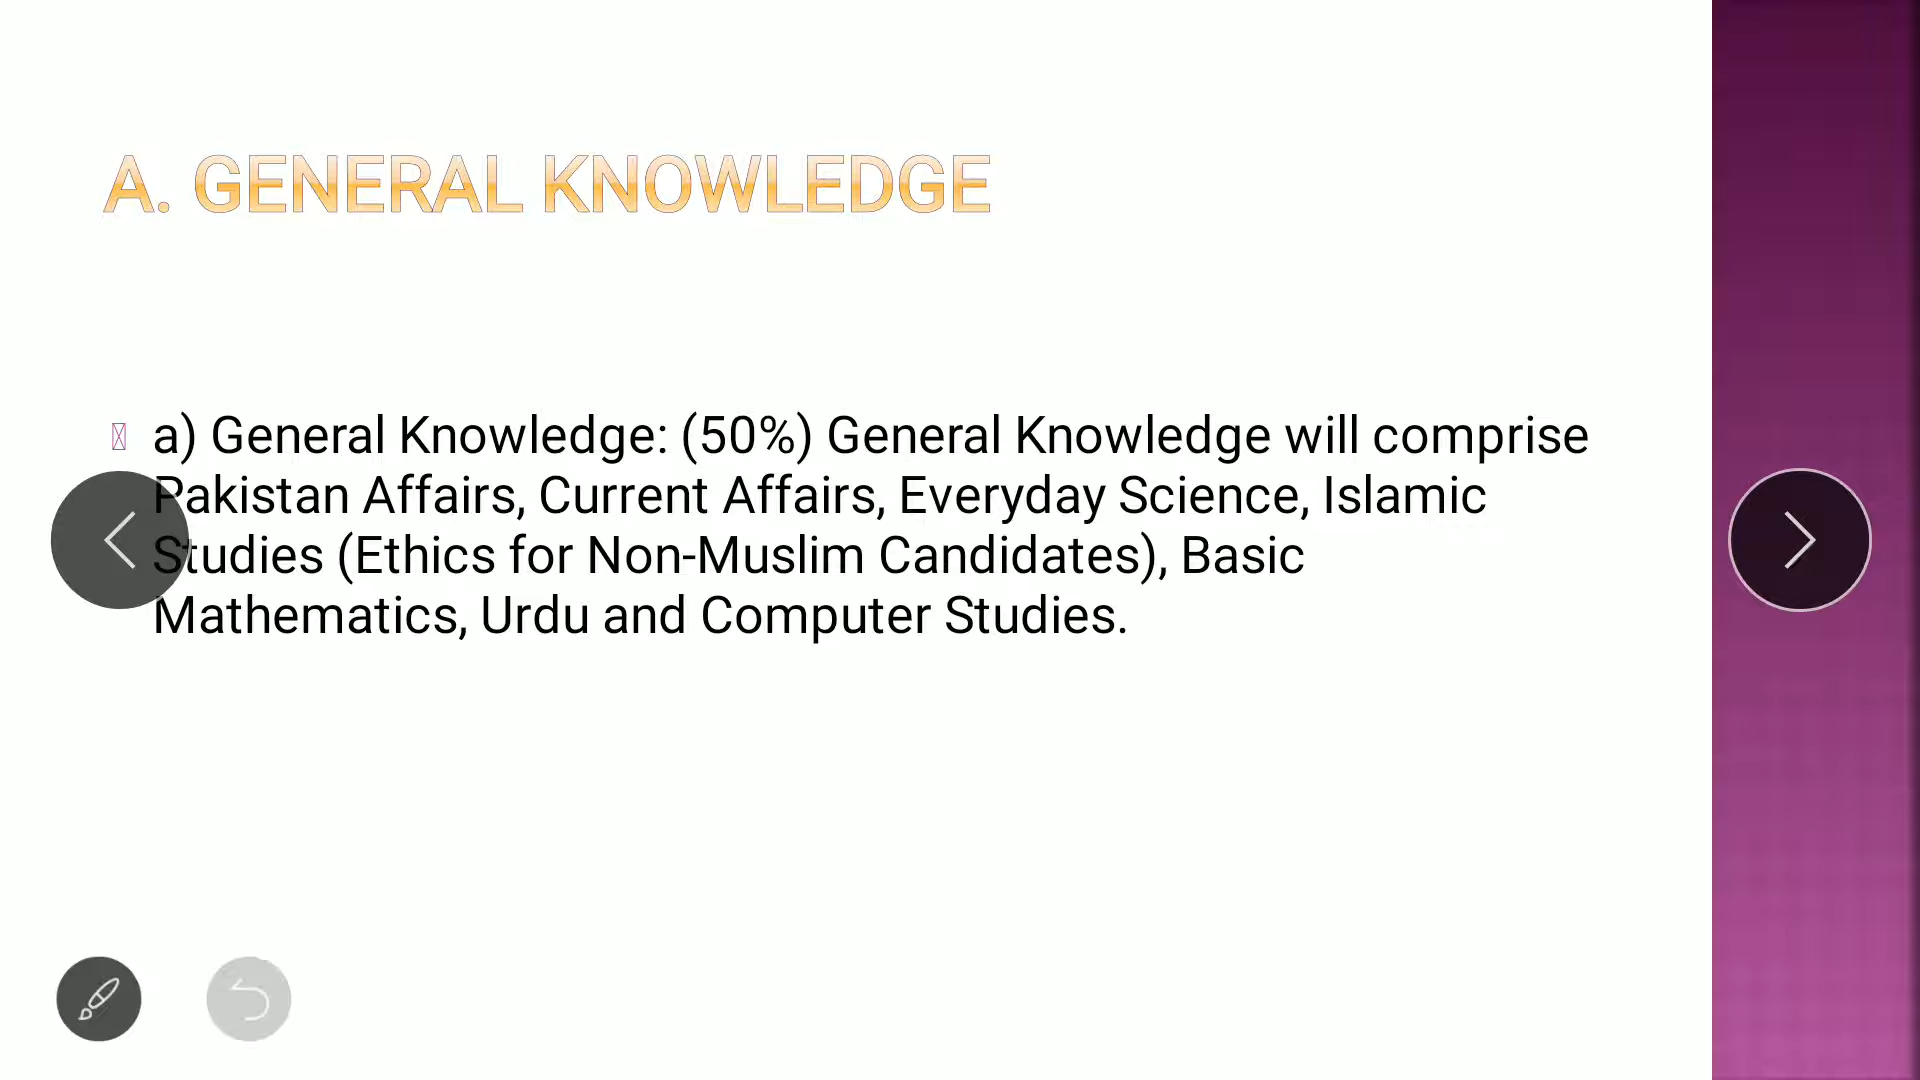 A. GENERAL KNOWLEDGE
a) General Knowledge: (50%) General Knowledge will comprise
Pakistan Affairs, Current Affairs, Everyday Science, Islamic
Studies (Ethics for Non-Muslim Candidates), Basic
Mathematics, Urdu and Computer Studies.